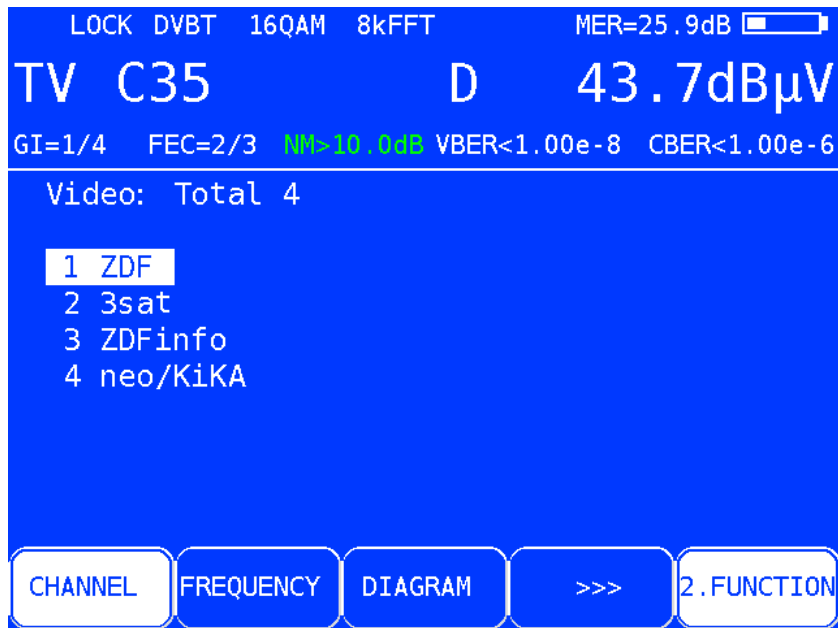 LOCK DVBT 16QAM 8kFFT MER=25.9dB
TV C35 D 43.7dBµV
GI=1/4 FEC=2/3 NM>10.0dB VBER<1.00e-8 CBER<1.00e-6
Video: Total 4
1 ZDF
2 3sat
3 ZDFinfo
4 neo/KiKA
CHANNEL FREQUENCY DIAGRAM >>> 2.FUNCTION